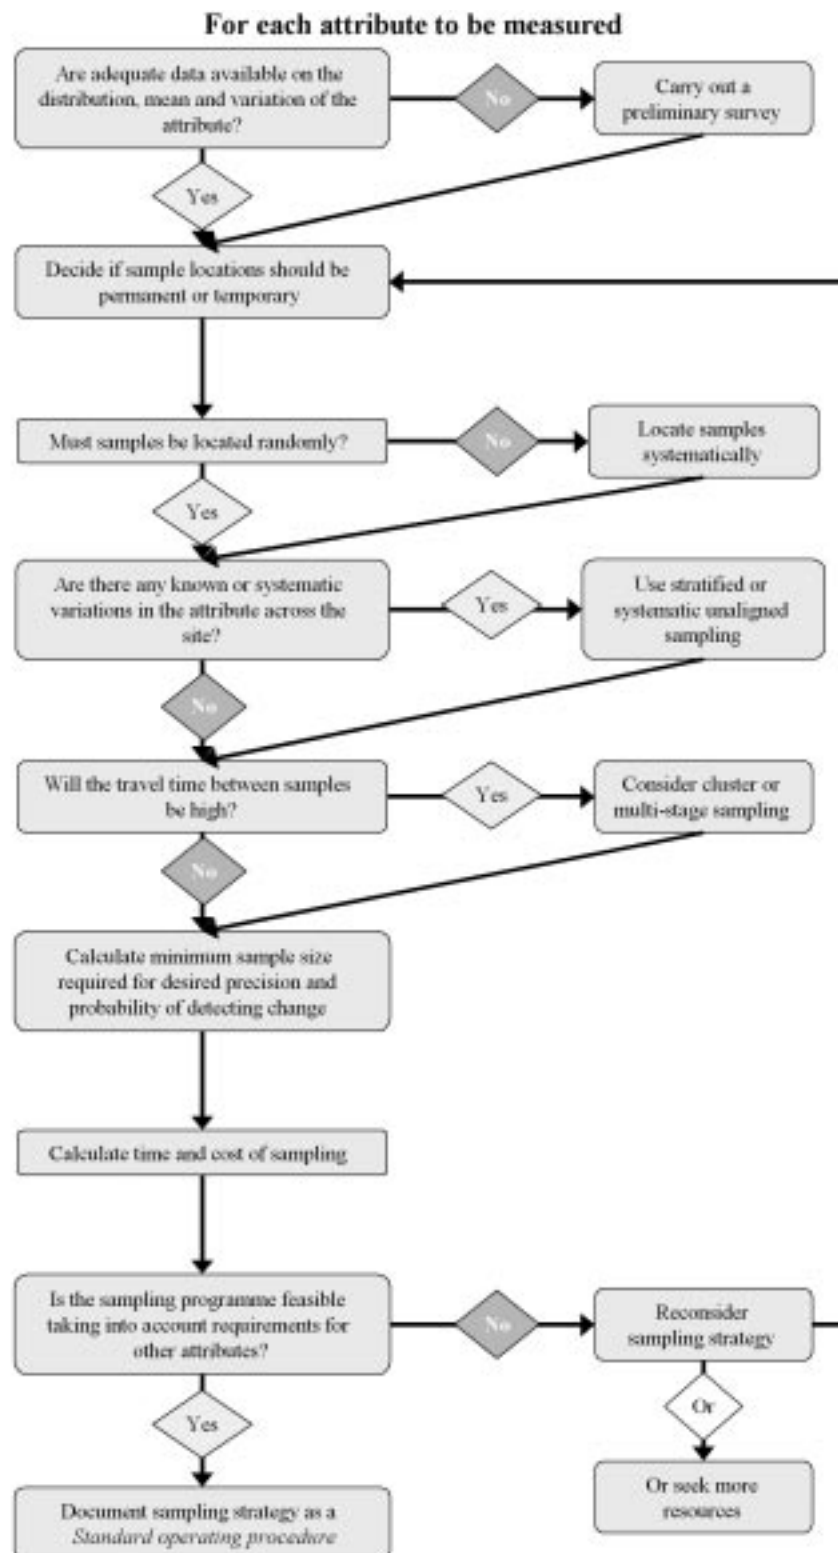 For each attribute to be measured
Are adequate data available on the
distribution, mean and variation of the
attribute?
No
Carry out a
preliminary survey
Yes
Decide if sample locations should be
permanent or temporary
Must samples be located randomly?
No
Locate samples
systematically
Yes
Are there any known or systematic
variations in the attribute across the
site?
Yes
Use stratified or
systematic unaligned
sampling
No
Will the travel time between samples
be high?
Yes
Consider cluster or
multi-stage sampling
No
Calculate minimum sample size
required for desired precision and
probability of detecting change
Calculate time and cost of sampling
Is the sampling programme feasible
taking into account requirements for
other attributes?
No
Reconsider
sampling strategy
Yes
Or
Document sampling strategy as a
Standard operating procedure
Or seek more
resources